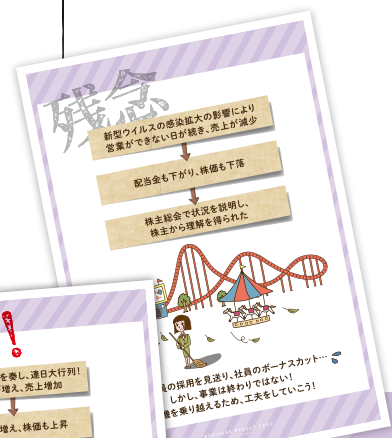 残念
新型ウイルスの感染拡大の影響により
営業ができない日が続き、売上が減少
配当金も下がり、株価も下落
株主総会で状況を説明し、
株主から理解を得られた
の採用を見送り、社員のボーナスカット…
しかし、事業は終わりではない！
を乗り越えるため、工夫をしていこう！
を奏し、連日大行列！
増え、売上増加
増え、株価も上昇